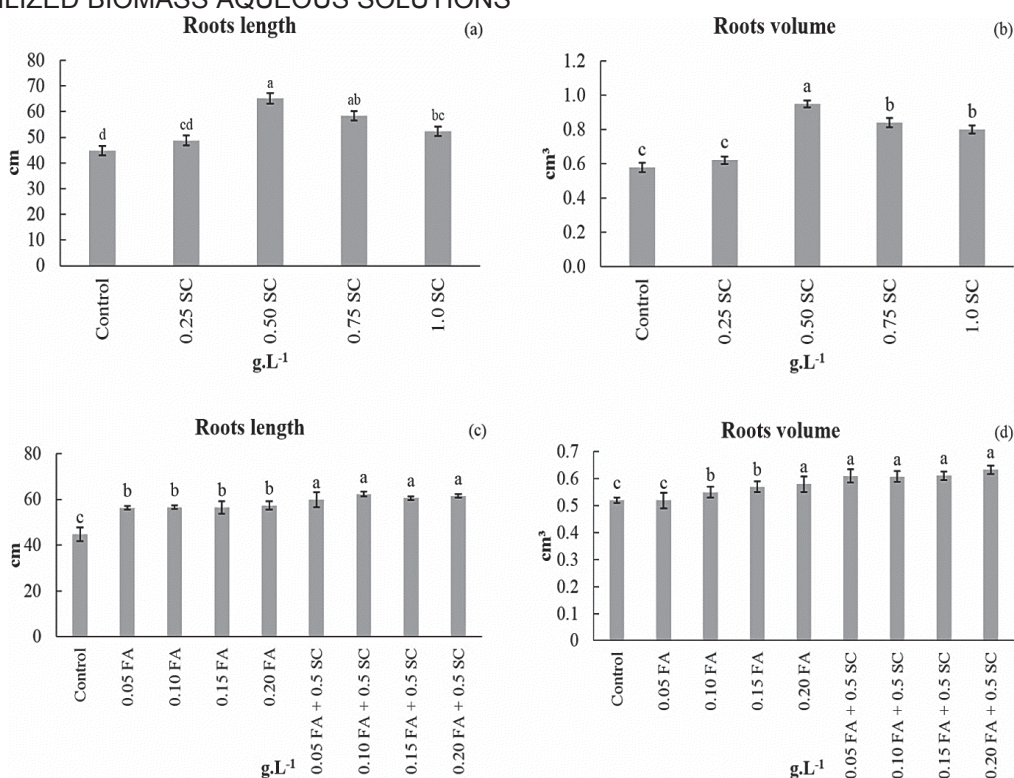 ILIZED BIOMASS AQUEOUS SOLUTIONS
Roots length (a)
80
70
60
50
40
30
20
10
0
cm
d
cd
a
ab
bc
Control
0.25 SC
0.50 SC
0.75 SC
1.0 SC
g.L-1
Roots volume (b)
1.2
1.0
0.8
0.6
0.4
0.2
0.0
cm³
c
c
a
b
b
Control
0.25 SC
0.50 SC
0.75 SC
1.0 SC
g.L-1
Roots length (c)
80
60
40
20
0
cm
c
b
b
b
b
a
a
a
a
Control
0.05 FA
0.10 FA
0.15 FA
0.20 FA
0.05 FA + 0.5 SC
0.10 FA + 0.5 SC
0.15 FA + 0.5 SC
0.20 FA + 0.5 SC
g.L-1
Roots volume (d)
0.7
0.6
0.5
0.4
0.3
0.2
0.1
0
cm³
c
c
b
b
a
a
a
a
a
Control
0.05 FA
0.10 FA
0.15 FA
0.20 FA
0.05 FA + 0.5 SC
0.10 FA + 0.5 SC
0.15 FA + 0.5 SC
0.20 FA + 0.5 SC
g.L-1